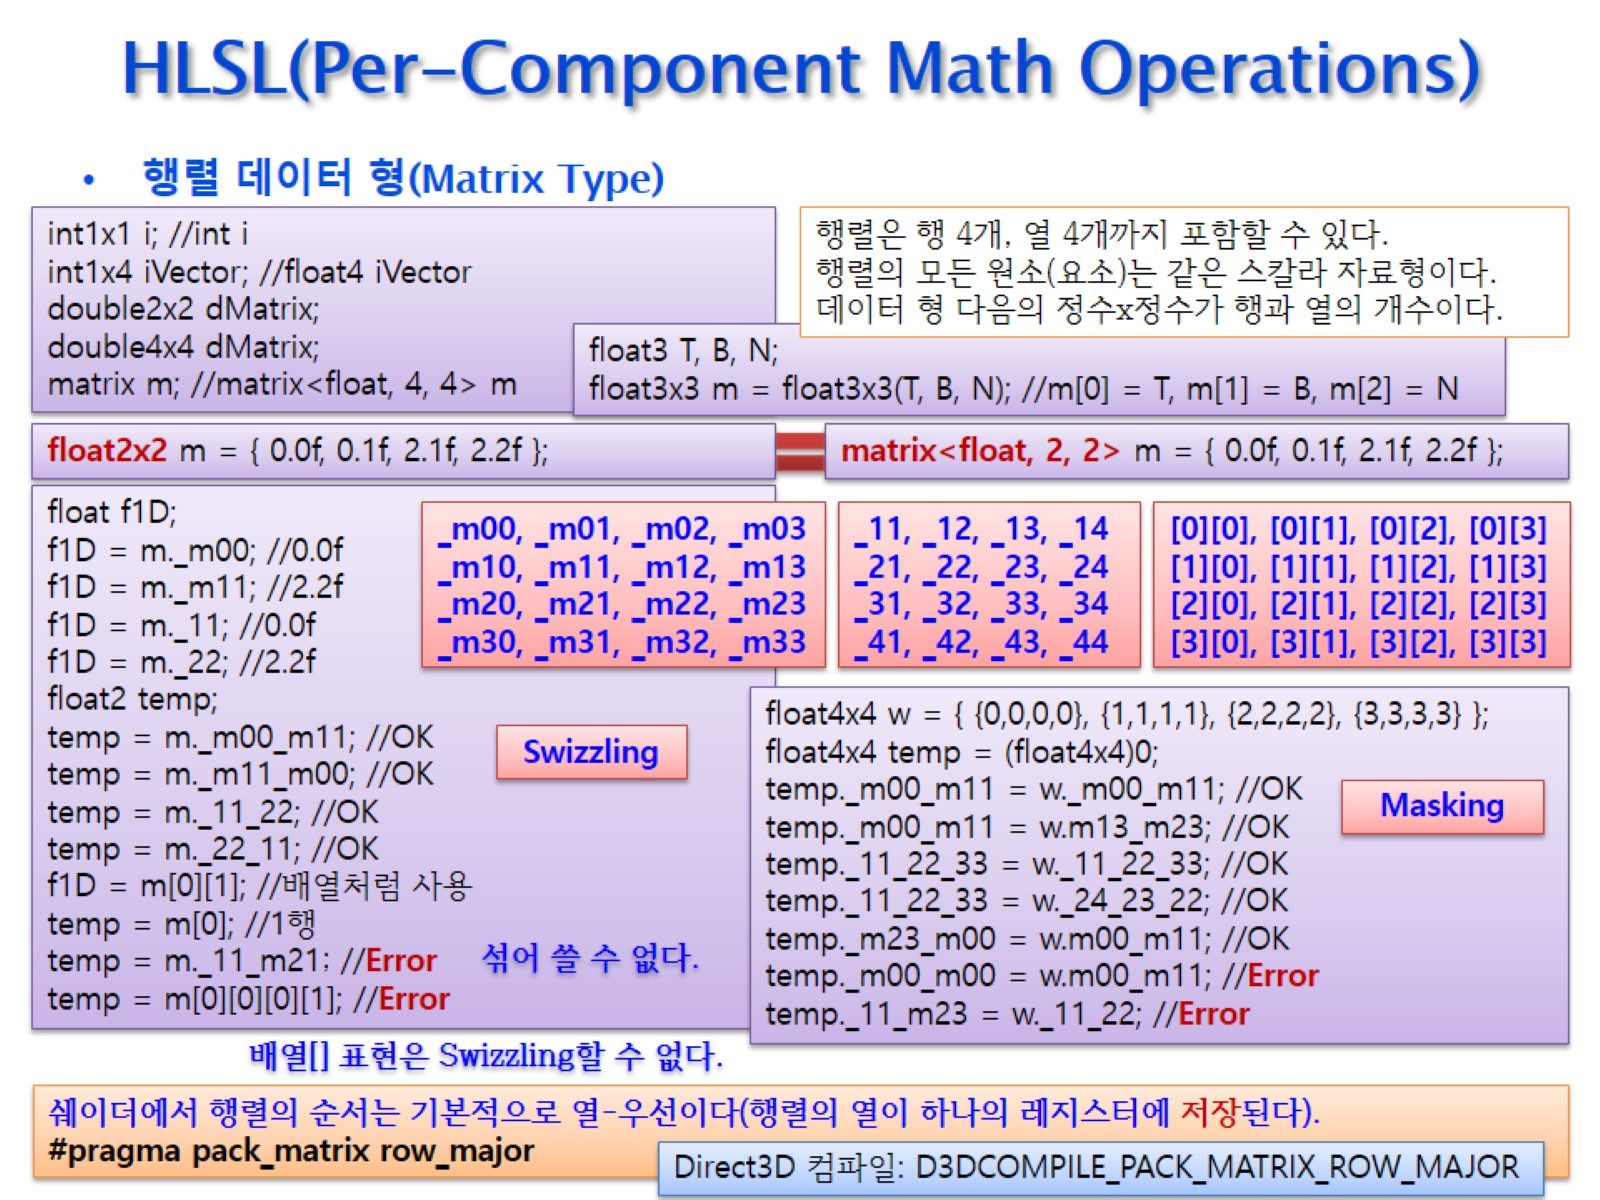 HLSL(Per-Component Math Operations)
• 행렬 데이터 형(Matrix Type)
int1x1 i; //int i
int1x4 iVector; //float4 iVector
double2x2 dMatrix;
double4x4 dMatrix;
matrix m; //matrix<float, 4, 4> m
행렬은 행 4개, 열 4개까지 포함할 수 있다.
행렬의 모든 원소(요소)는 같은 스칼라 자료형이다.
데이터 형 다음의 정수x정수가 행과 열의 개수이다.
float3 T, B, N;
float3x3 m = float3x3(T, B, N); //m[0] = T, m[1] = B, m[2] = N
float2x2 m = { 0.0f, 0.1f, 2.1f, 2.2f };
matrix<float, 2, 2> m = { 0.0f, 0.1f, 2.1f, 2.2f };
float f1D;
f1D = m._m00; //0.0f
f1D = m._m11; //2.2f
f1D = m._11; //0.0f
f1D = m._22; //2.2f
float2 temp;
temp = m._m00_m11; //OK
temp = m._m11_m00; //OK
temp = m._11_22; //OK
temp = m._22_11; //OK
f1D = m[0][1]; //배열처럼 사용
temp = m[0]; //1행
temp = m._11_m21; //Error
temp = m[0][0][0][1]; //Error
Swizzling
섞어 쓸 수 없다.
배열[] 표현은 Swizzling할 수 없다.
_m00, _m01, _m02, _m03
_m10, _m11, _m12, _m13
_m20, _m21, _m22, _m23
_m30, _m31, _m32, _m33
_11, _12, _13, _14
_21, _22, _23, _24
_31, _32, _33, _34
_41, _42, _43, _44
[0][0], [0][1], [0][2], [0][3]
[1][0], [1][1], [1][2], [1][3]
[2][0], [2][1], [2][2], [2][3]
[3][0], [3][1], [3][2], [3][3]
float4x4 w = { {0,0,0,0}, {1,1,1,1}, {2,2,2,2}, {3,3,3,3} };
float4x4 temp = (float4x4)0;
temp._m00_m11 = w._m00_m11; //OK
temp._m00_m11 = w.m13_m23; //OK
temp._11_22_33 = w._11_22_33; //OK
temp._11_22_33 = w._24_23_22; //OK
temp._m23_m00 = w.m00_m11; //OK
temp._m00_m00 = w.m00_m11; //Error
temp._11_m23 = w._11_22; //Error
Masking
쉐이더에서 행렬의 순서는 기본적으로 열-우선이다(행렬의 열이 하나의 레지스터에 저장된다).
#pragma pack_matrix row_major
Direct3D 컴파일: D3DCOMPILE_PACK_MATRIX_ROW_MAJOR